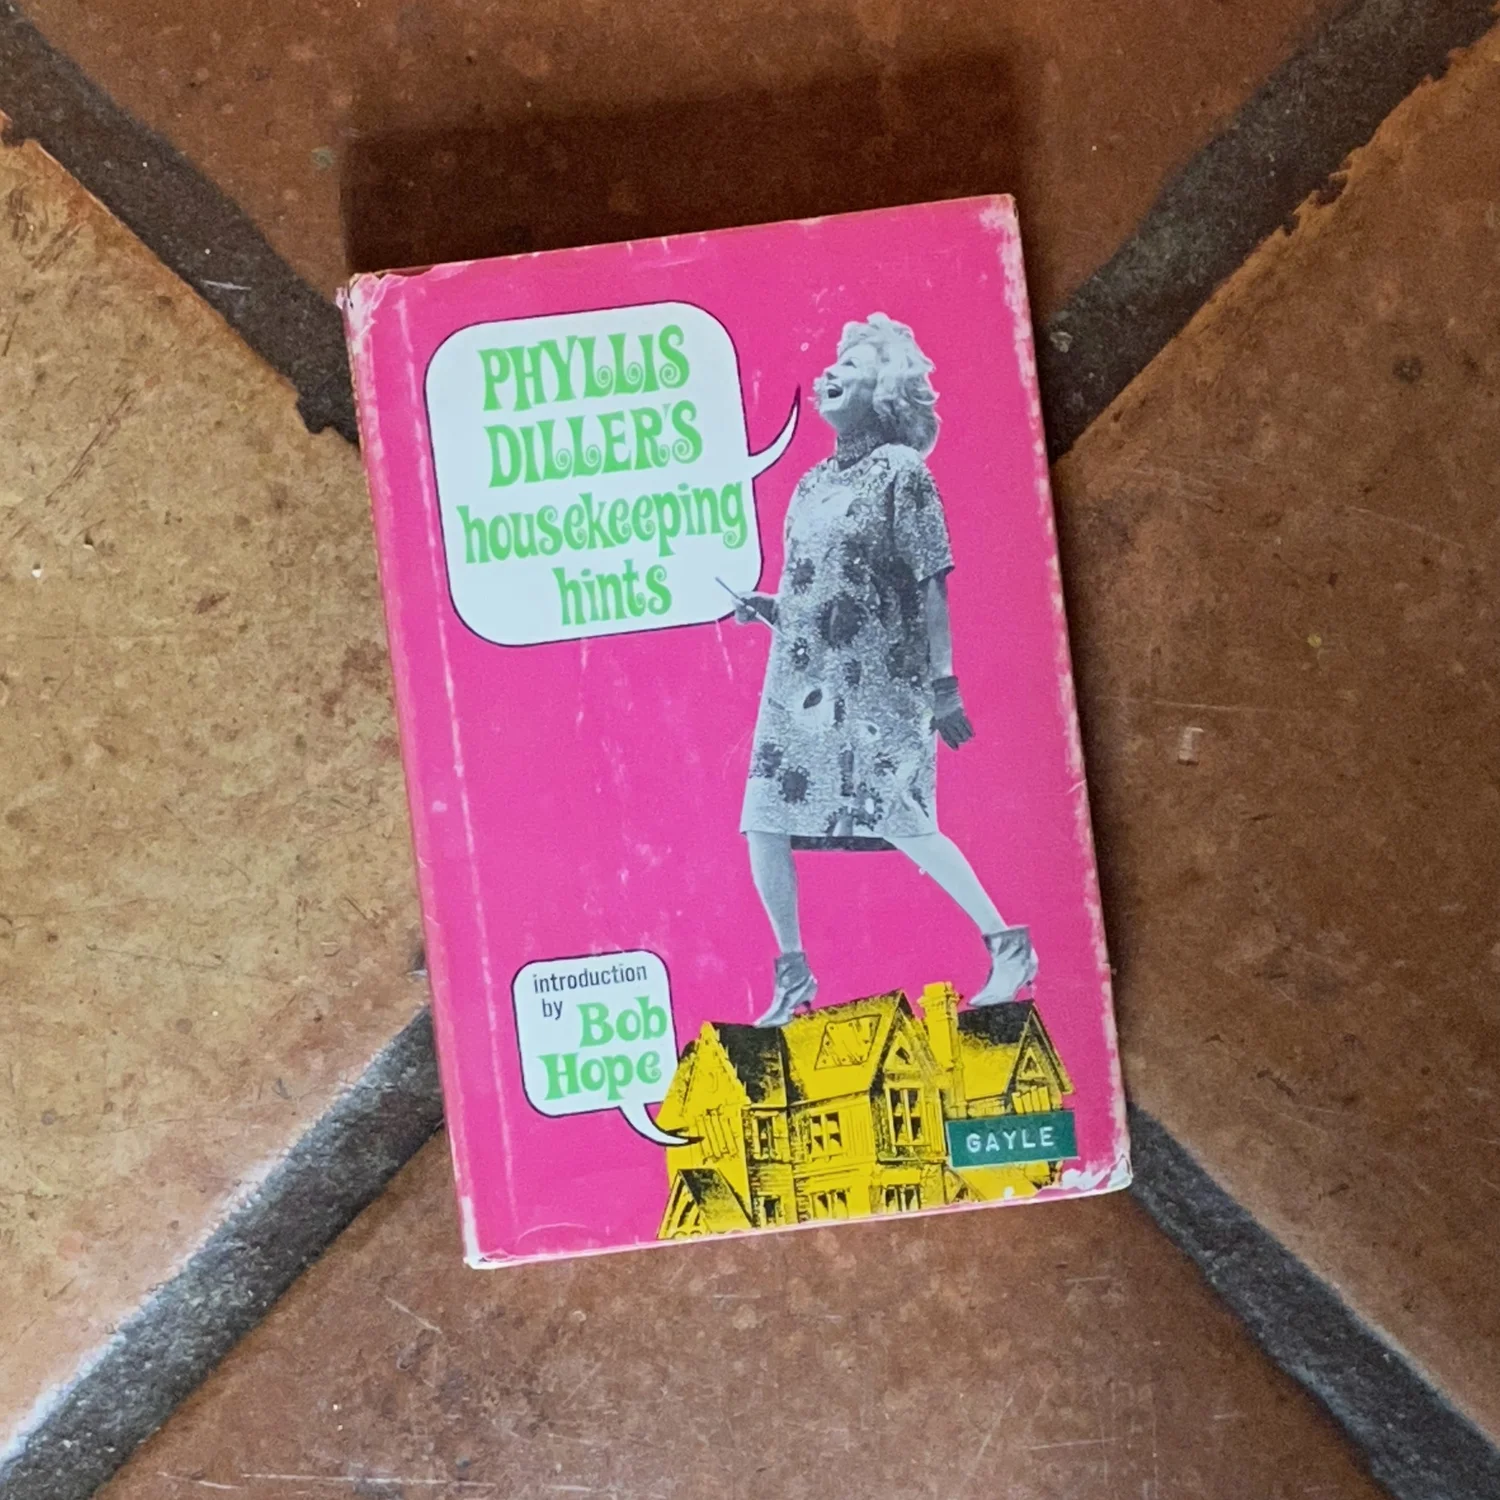 PHYLLIS
DILLER'S
housekeeping
hints
introduction
by Bob
Hope
GAYLE